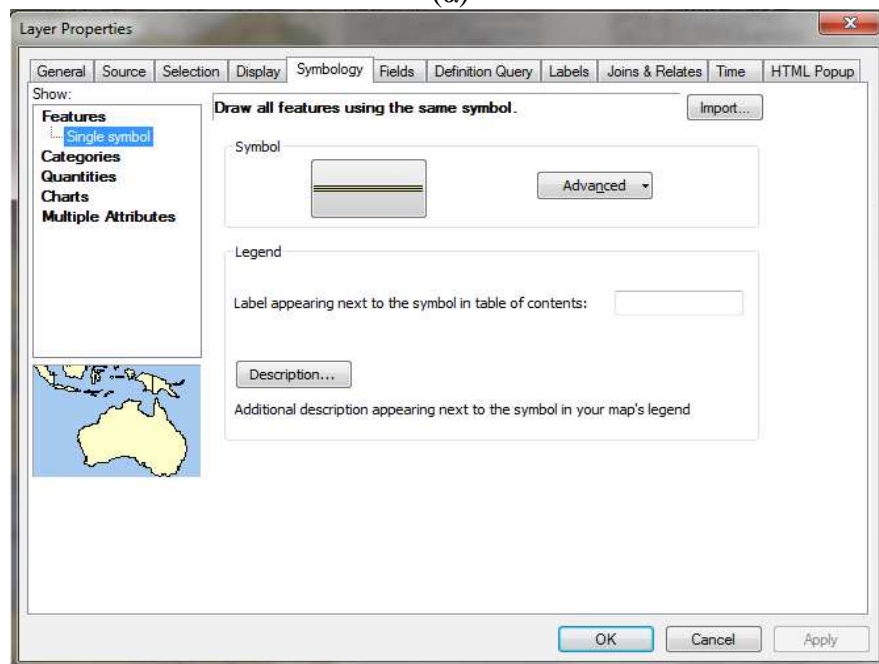 (a)
Layer Properties
General Source Selection Display Symbology Fields Definition Query Labels Joins & Relates Time HTML Popup
Show:
Features
Single symbol
Categories
Quantities
Charts
Multiple Attributes
Draw all features using the same symbol.
Import...
Symbol
Advanced
Legend
Label appearing next to the symbol in table of contents:
Description...
Additional description appearing next to the symbol in your map's legend
OK Cancel Apply